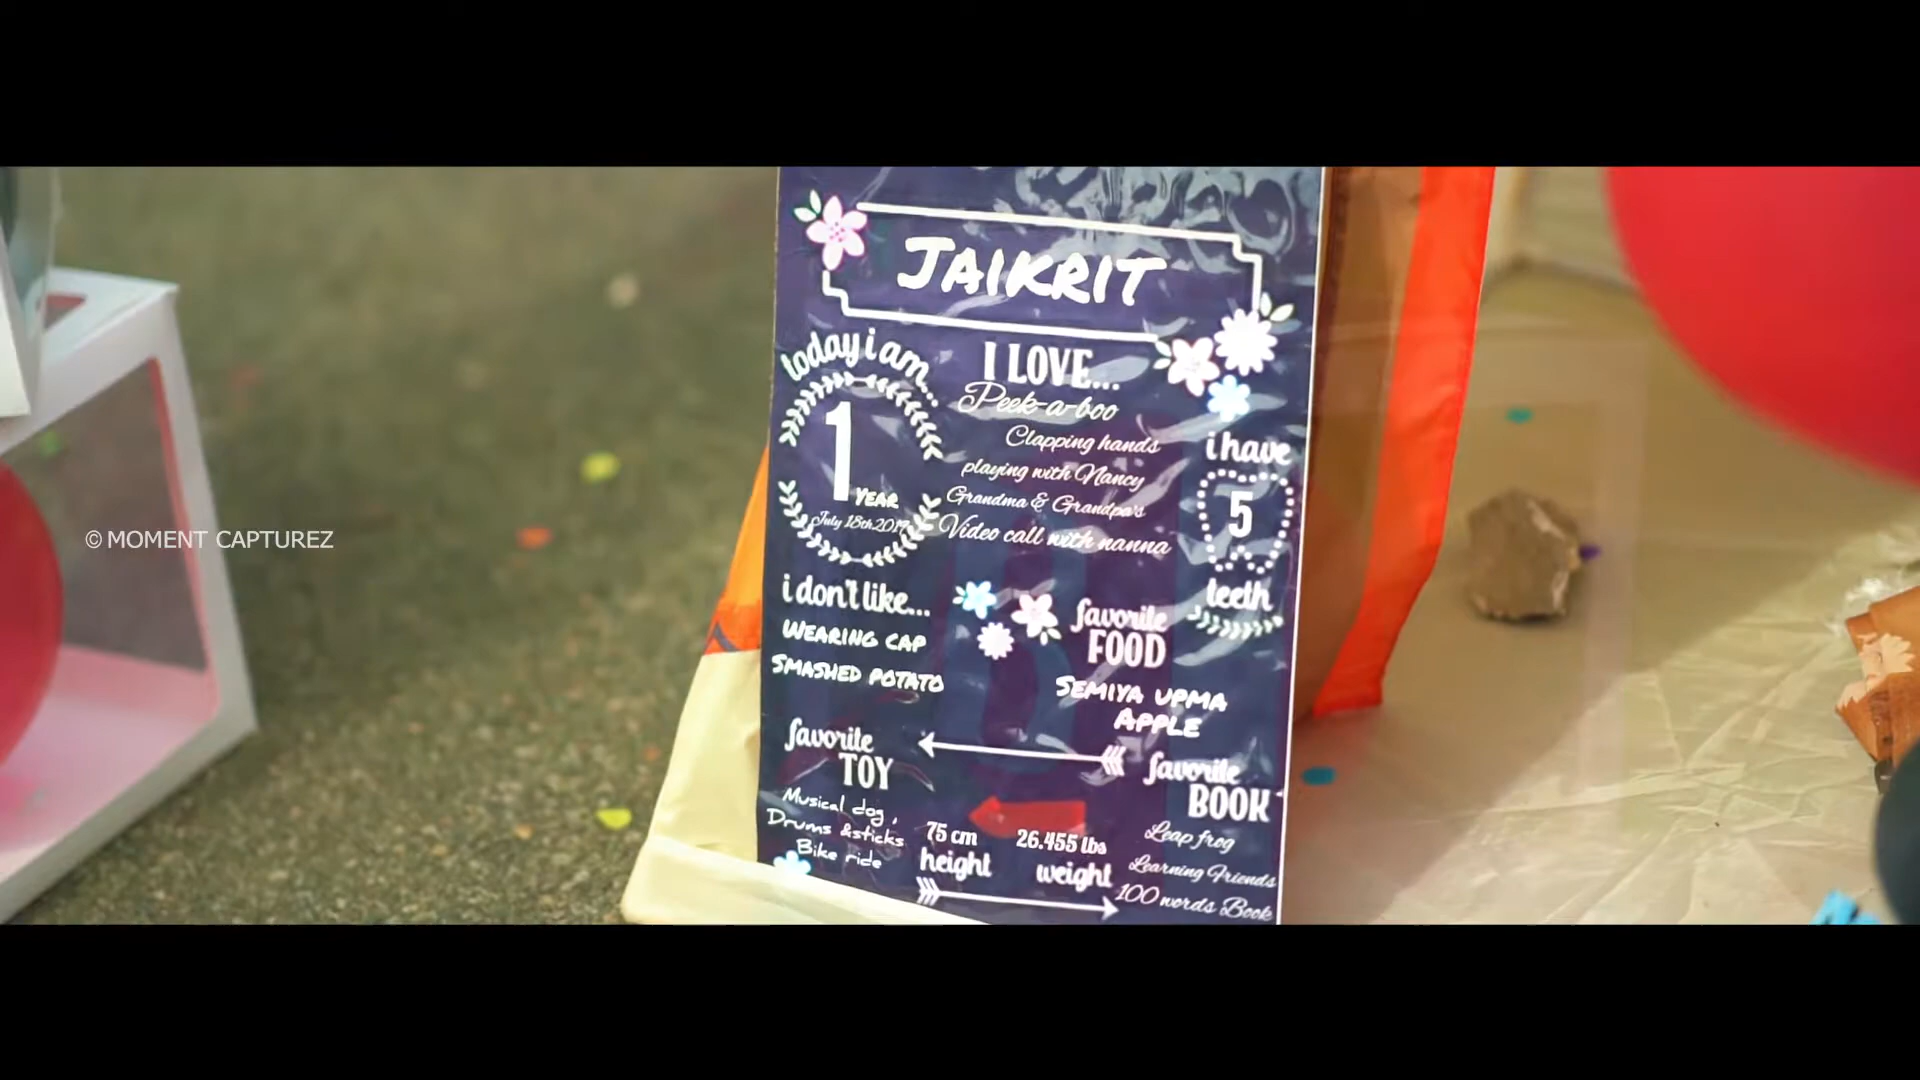 JAIKRIT
today i am...
1
YEAR
July 18th 2019
I LOVE...
Peek-a-boo
Clapping hands
playing with Nancy
Grandma & Grandpa's
Video call with nanna
i have
5
teeth
i don't like...
WEARING CAP
SMASHED POTATO
favorite
FOOD
SEMIYA UPMA
APPLE
favorite
TOY
Musical dog,
Drums & sticks
Bike ride
75 cm
height
26.455 lbs
weight
favorite
BOOK
Leap frog
Learning Friends
100 words Book
© MOMENT CAPTUREZ